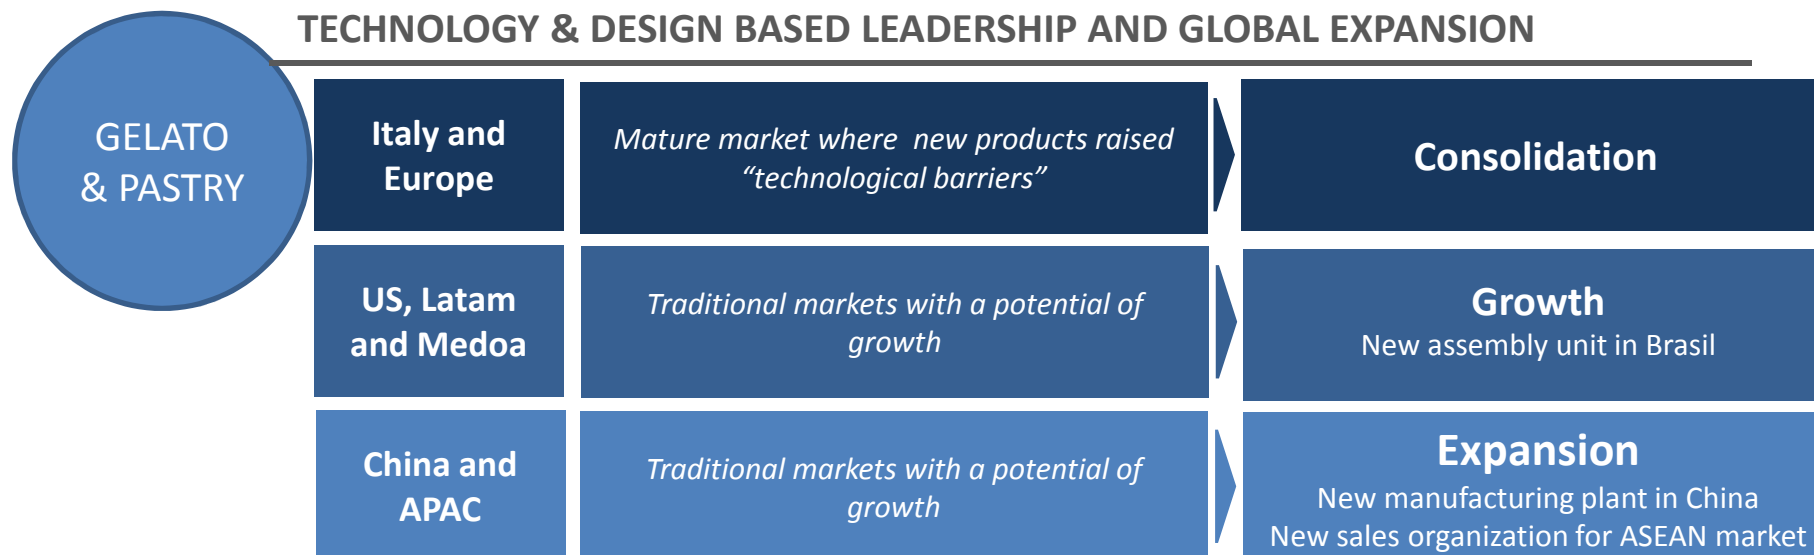 TECHNOLOGY & DESIGN BASED LEADERSHIP AND GLOBAL EXPANSION
GELATO
& PASTRY
Italy and
Europe
Mature market where new products raised
“technological barriers”
Consolidation
US, Latam
and Medoa
Traditional markets with a potential of
growth
Growth
New assembly unit in Brasil
China and
APAC
Traditional markets with a potential of
growth
Expansion
New manufacturing plant in China
New sales organization for ASEAN market